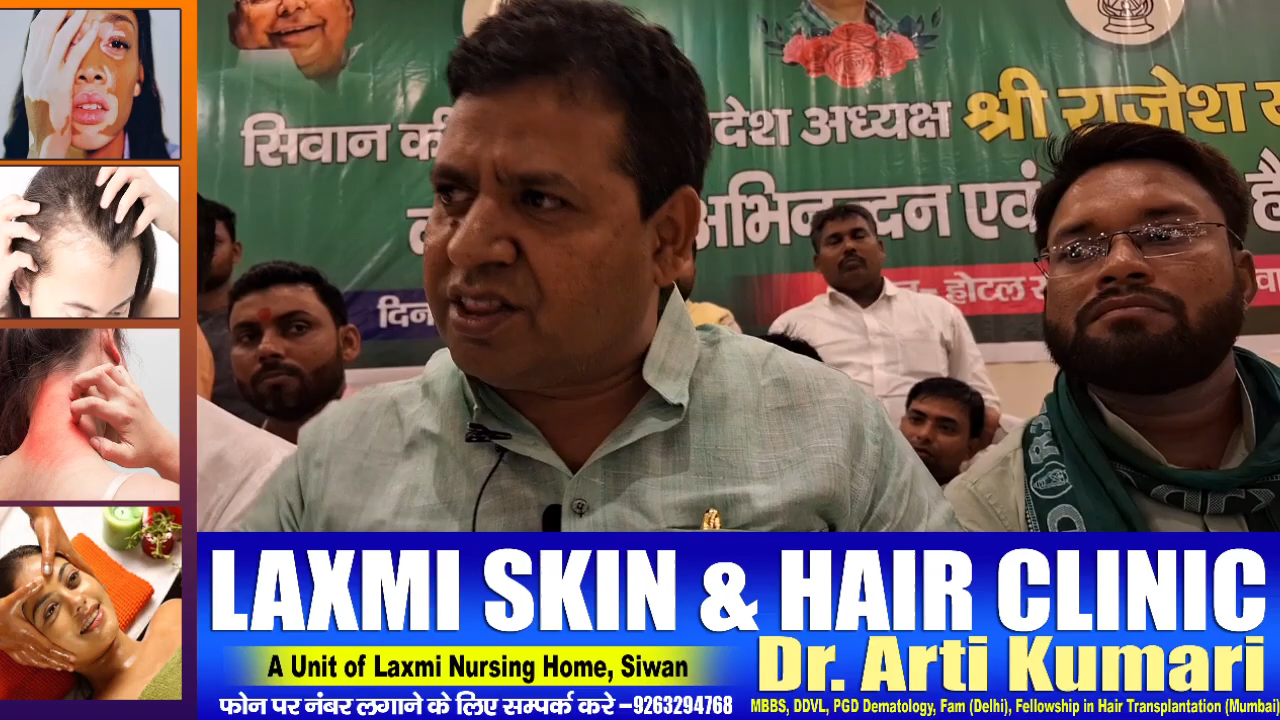 सिवान की
देश अध्यक्ष श्री राजेश
अभिनन्दन एवं
दिन
होटल
LAXMI SKIN & HAIR CLINIC
Dr. Arti Kumari
A Unit of Laxmi Nursing Home, Siwan
फोन पर नंबर लगाने के लिए सम्पर्क करे –9263294768
MBBS, DDVL, PGD Dematology, Fam (Delhi), Fellowship in Hair Transplantation (Mumbai)